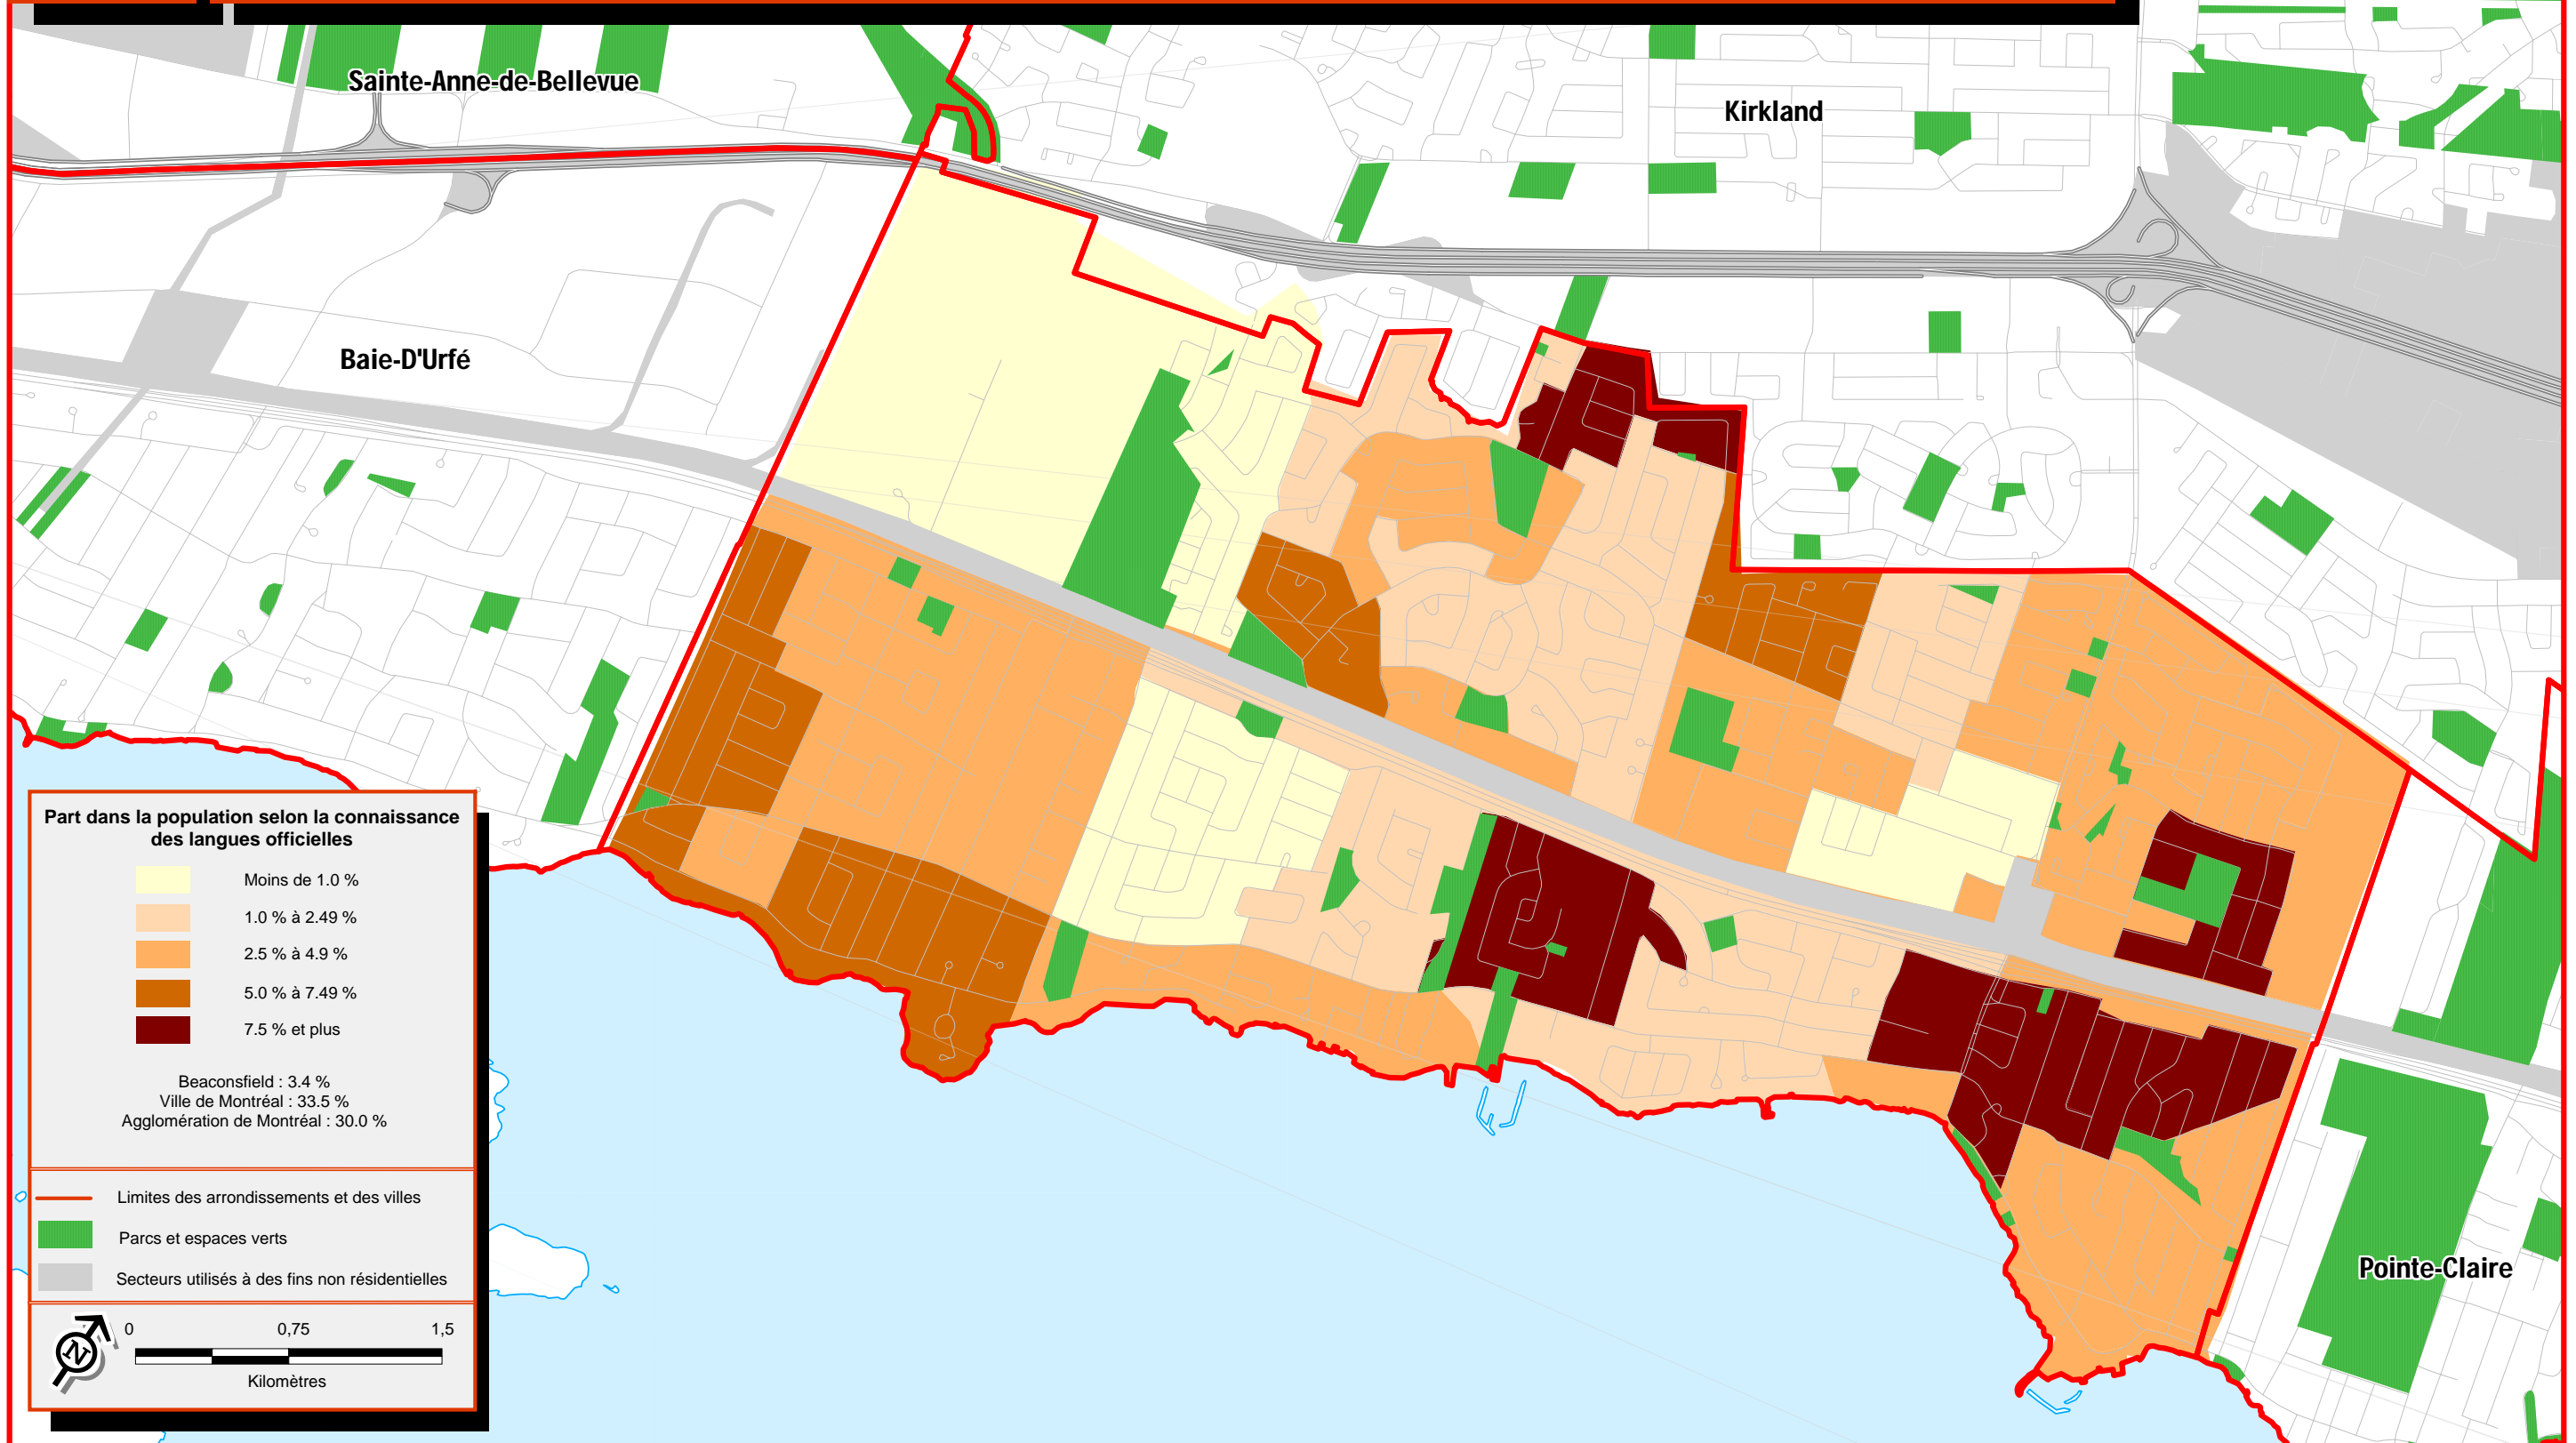 Sainte-Anne-de-Bellevue
Kirkland
Baie-D'Urfé
Part dans la population selon la connaissance
des langues officielles
Moins de 1.0 %
1.0 % à 2.49 %
2.5 % à 4.9 %
5.0 % à 7.49 %
7.5 % et plus
Beaconsfield : 3.4 %
Ville de Montréal : 33.5 %
Agglomération de Montréal : 30.0 %
Limites des arrondissements et des villes
Parcs et espaces verts
Secteurs utilisés à des fins non résidentielles
N
0 0,75 1,5
Kilomètres
Pointe-Claire